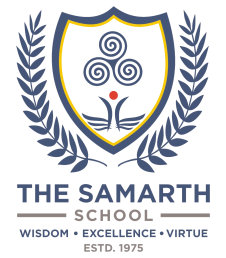 THE SAMARTH
SCHOOL
WISDOM • EXCELLENCE • VIRTUE
ESTD. 1975